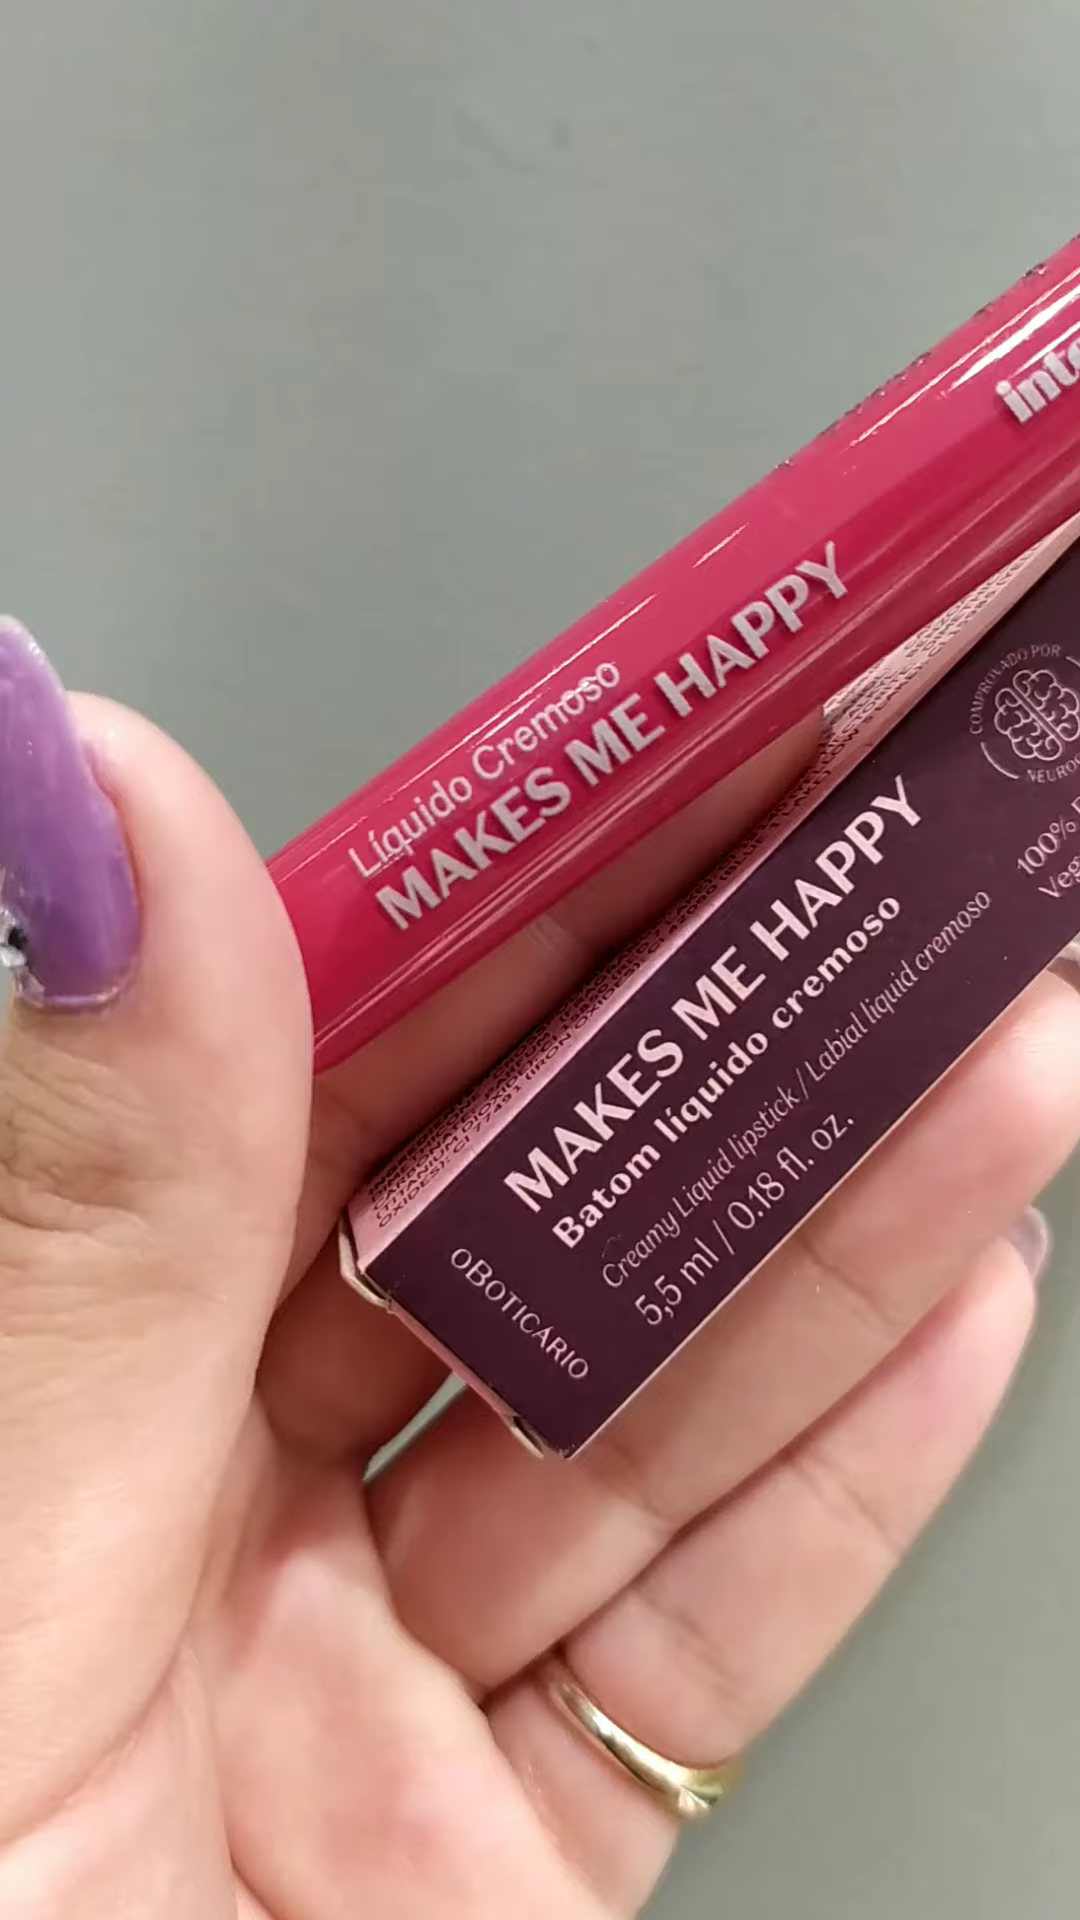 Líquido Cremoso
MAKES ME HAPPY
MAKES ME HAPPY
Batom líquido cremoso
Creamy Liquid lipstick / Labial liquid cremoso
5,5 ml / 0.18 fl. oz.
oBOTICÁRIO
COMPROVADO POR
100%